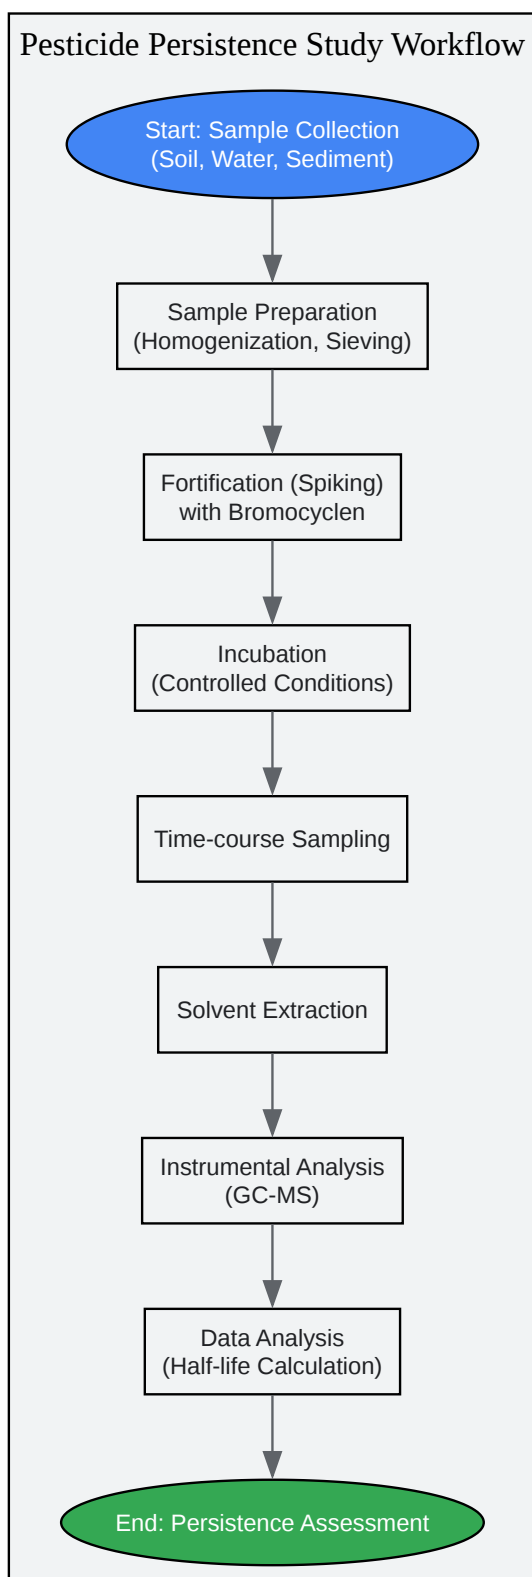 Pesticide Persistence Study Workflow
Start: Sample Collection
(Soil, Water, Sediment)
Sample Preparation
(Homogenization, Sieving)
Fortification (Spiking)
with Bromocyclen
Incubation
(Controlled Conditions)
Time-course Sampling
Solvent Extraction
Instrumental Analysis
(GC-MS)
Data Analysis
(Half-life Calculation)
End: Persistence Assessment